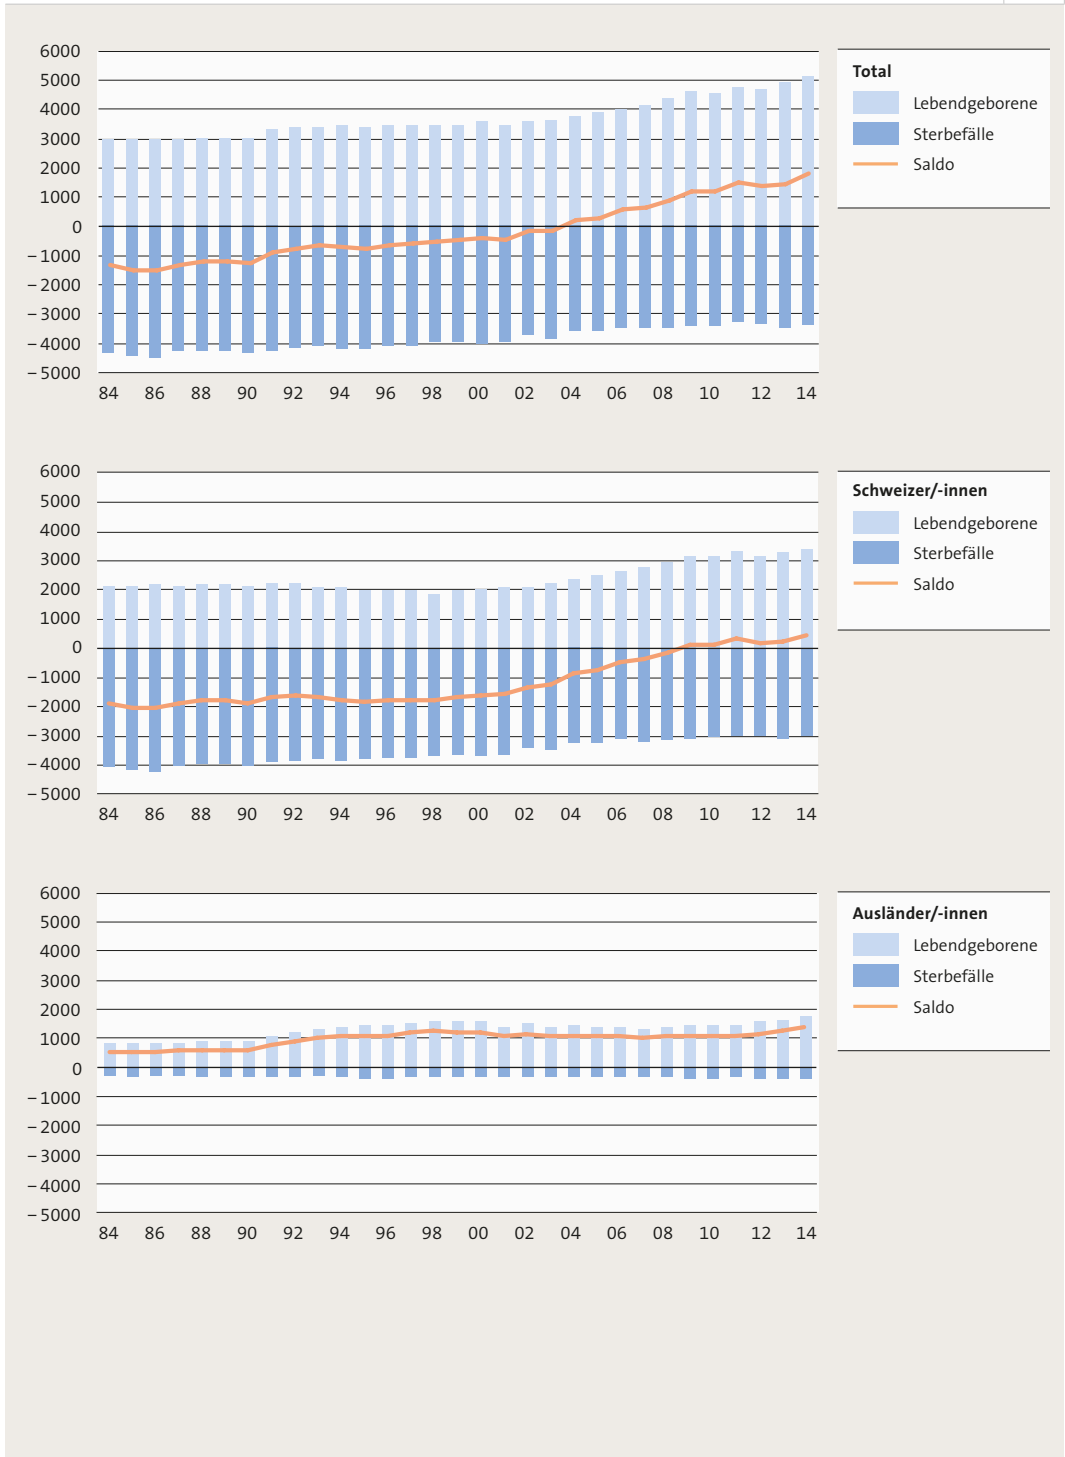 6000
5000
4000
3000
2000
1000
0
–1000
–2000
–3000
–4000
–5000
84 86 88 90 92 94 96 98 00 02 04 06 08 10 12 14
Total
Lebendgeborene
Sterbefälle
Saldo
6000
5000
4000
3000
2000
1000
0
–1000
–2000
–3000
–4000
–5000
84 86 88 90 92 94 96 98 00 02 04 06 08 10 12 14
Schweizer/-innen
Lebendgeborene
Sterbefälle
Saldo
6000
5000
4000
3000
2000
1000
0
–1000
–2000
–3000
–4000
–5000
84 86 88 90 92 94 96 98 00 02 04 06 08 10 12 14
Ausländer/-innen
Lebendgeborene
Sterbefälle
Saldo